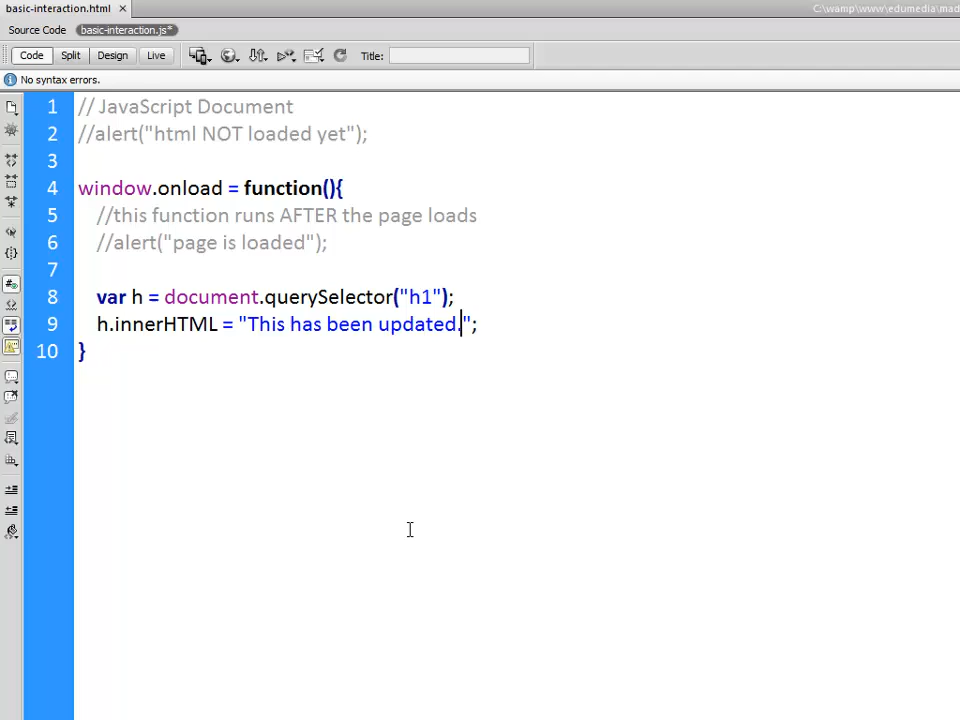 basic-interaction.html
C:\wamp\www\edumedia\mad
Source Code basic-interaction.js*
Code Split Design Live Title:
No syntax errors.
1 // JavaScript Document
2 //alert("html NOT loaded yet");
3
4 window.onload = function(){
5 //this function runs AFTER the page loads
6 //alert("page is loaded");
7
8 var h = document.querySelector("h1");
9 h.innerHTML = "This has been updated.";
10 }